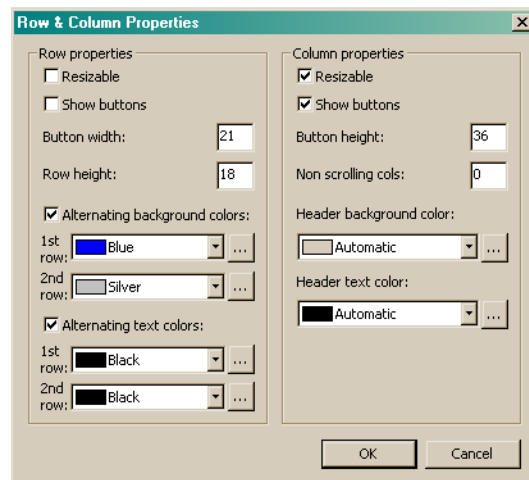 Row & Column Properties
Row properties
Resizable
Show buttons
Button width: 21
Row height: 18
Alternating background colors:
1st row: Blue ...
2nd row: Silver ...
Alternating text colors:
1st row: Black ...
2nd row: Black ...
Column properties
Resizable
Show buttons
Button height: 36
Non scrolling cols: 0
Header background color:
Automatic ...
Header text color:
Automatic ...
OK Cancel